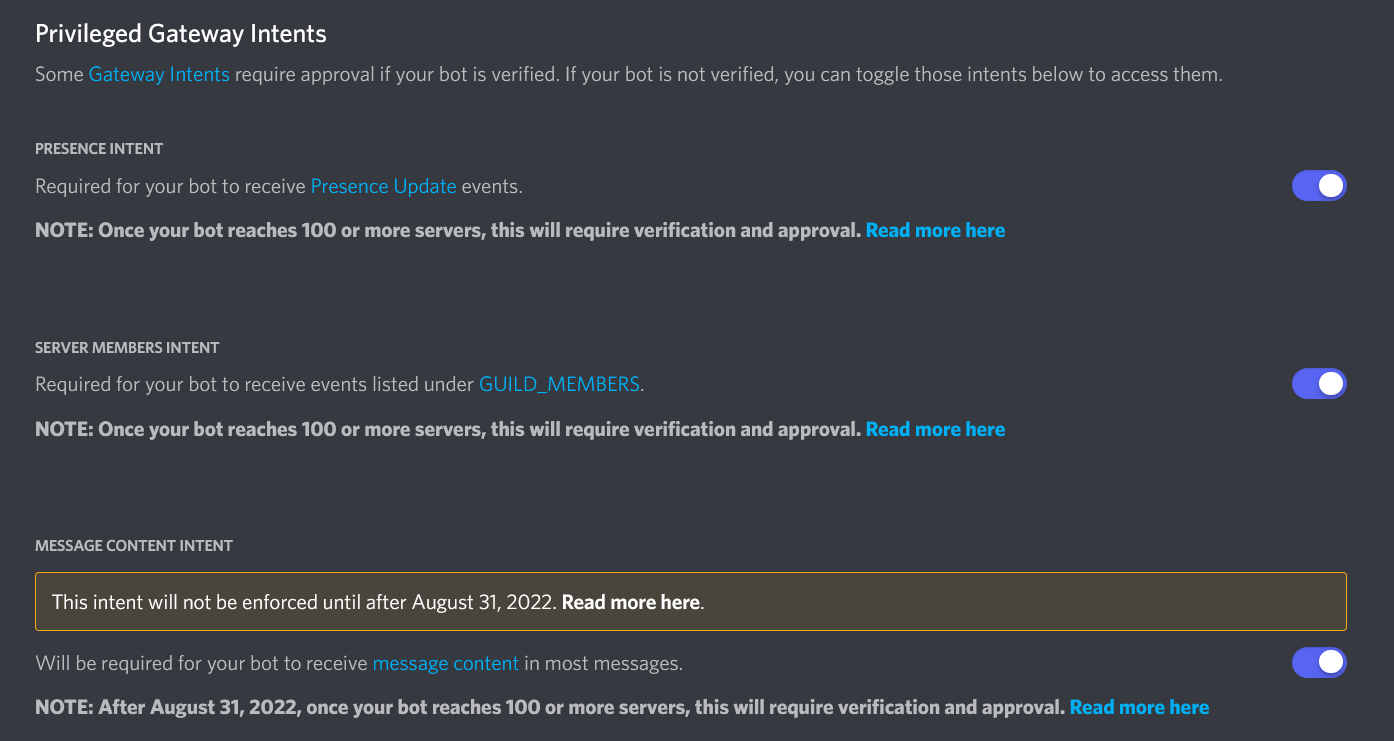 Privileged Gateway Intents
Some Gateway Intents require approval if your bot is verified. If your bot is not verified, you can toggle those intents below to access them.
PRESENCE INTENT
Required for your bot to receive Presence Update events.
NOTE: Once your bot reaches 100 or more servers, this will require verification and approval. Read more here
SERVER MEMBERS INTENT
Required for your bot to receive events listed under GUILD_MEMBERS.
NOTE: Once your bot reaches 100 or more servers, this will require verification and approval. Read more here
MESSAGE CONTENT INTENT
This intent will not be enforced until after August 31, 2022. Read more here.
Will be required for your bot to receive message content in most messages.
NOTE: After August 31, 2022, once your bot reaches 100 or more servers, this will require verification and approval. Read more here